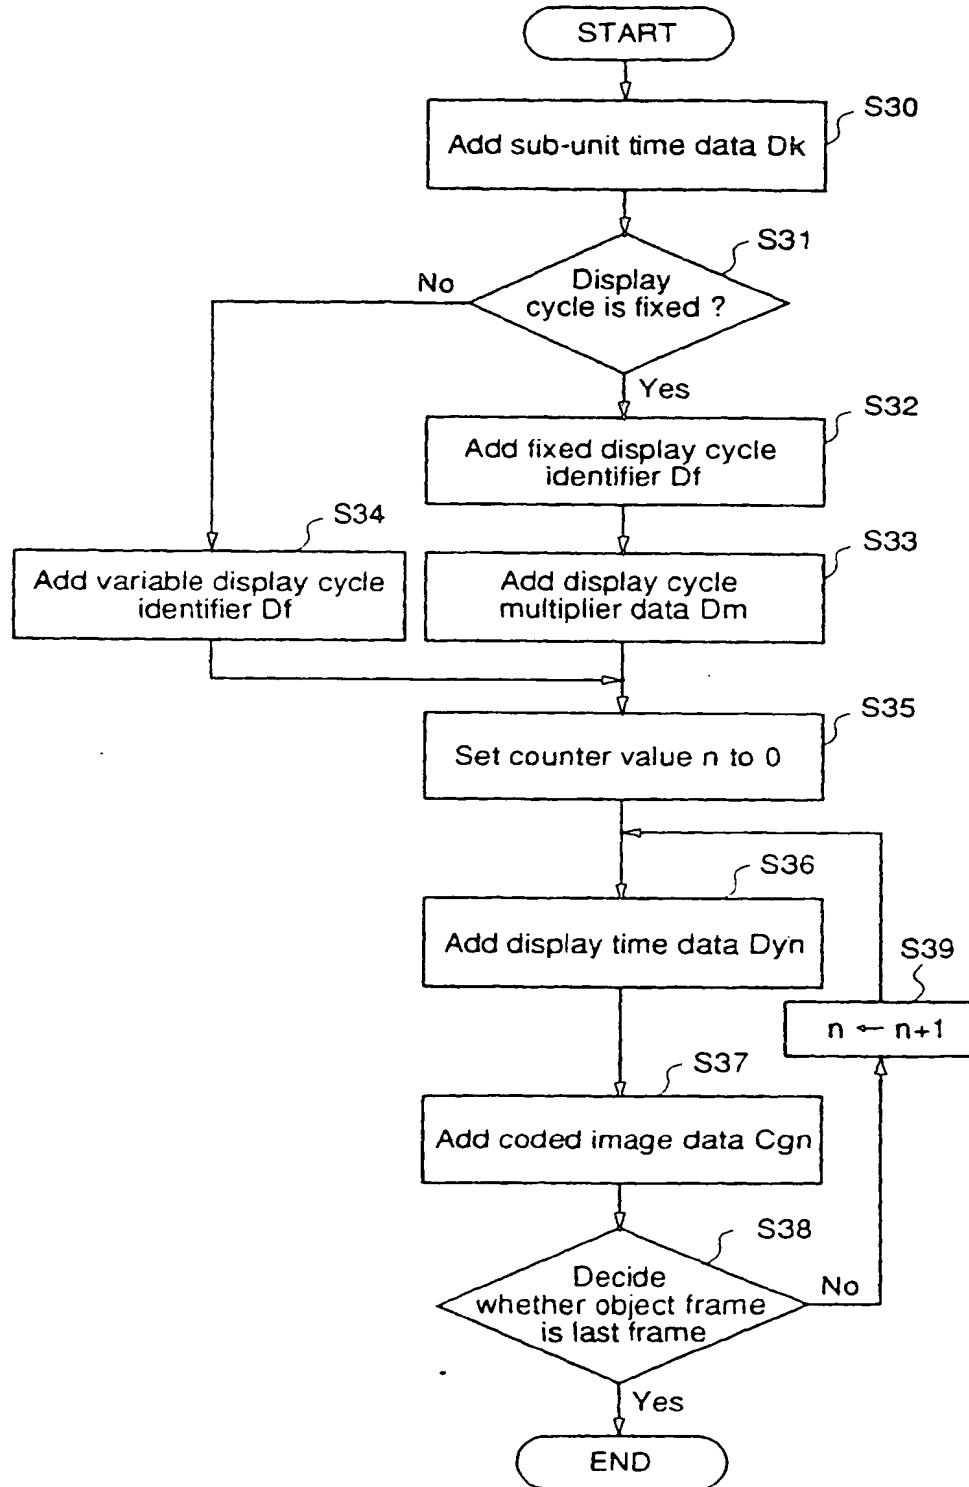 START
S30
Add sub-unit time data Dk
S31
Display
cycle is fixed ?
No
Yes
S32
Add fixed display cycle
identifier Df
S34
Add variable display cycle
identifier Df
S33
Add display cycle
multiplier data Dm
S35
Set counter value n to 0
S36
Add display time data Dyn
S39
n ← n+1
S37
Add coded image data Cgn
S38
Decide
whether object frame
is last frame
No
Yes
END